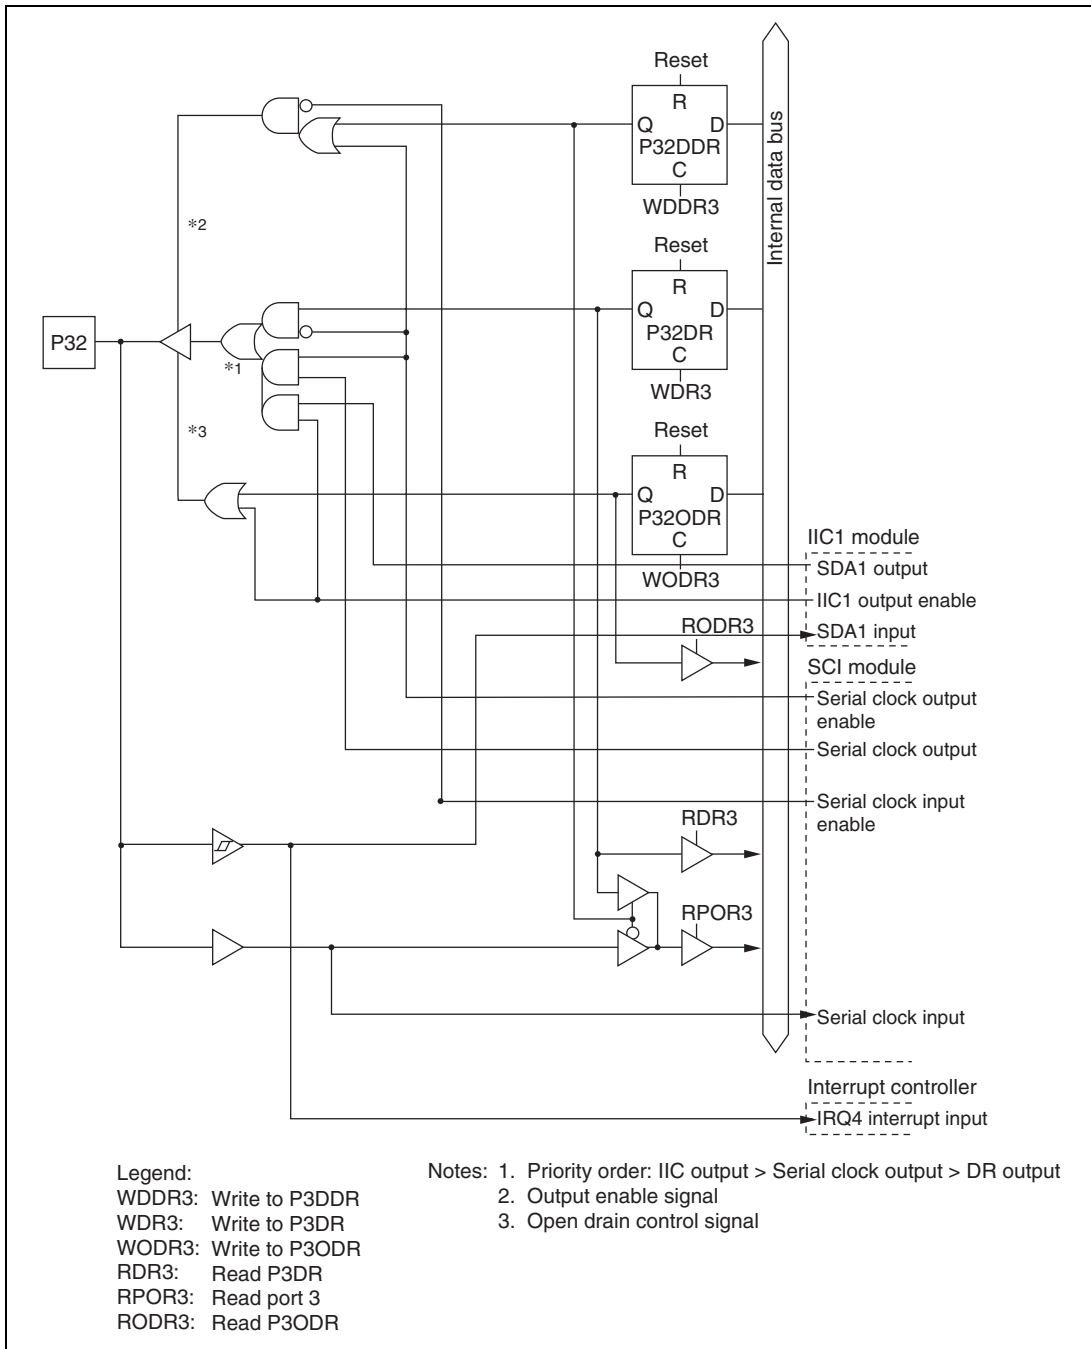 Reset
R
Q D
P32DDR
C
WDDR3
Internal data bus
*2
Reset
R
Q D
P32DR
C
WDR3
P32
*1
*3
Reset
R
Q D
P32ODR
C
WODR3
IIC1 module
SDA1 output
IIC1 output enable
SDA1 input
RODR3
SCI module
Serial clock output
enable
Serial clock output
Serial clock input
enable
RDR3
RPOR3
Serial clock input
Interrupt controller
IRQ4 interrupt input
Legend:
WDDR3: Write to P3DDR
WDR3: Write to P3DR
WODR3: Write to P3ODR
RDR3: Read P3DR
RPOR3: Read port 3
RODR3: Read P3ODR
Notes: 1. Priority order: IIC output > Serial clock output > DR output
2. Output enable signal
3. Open drain control signal